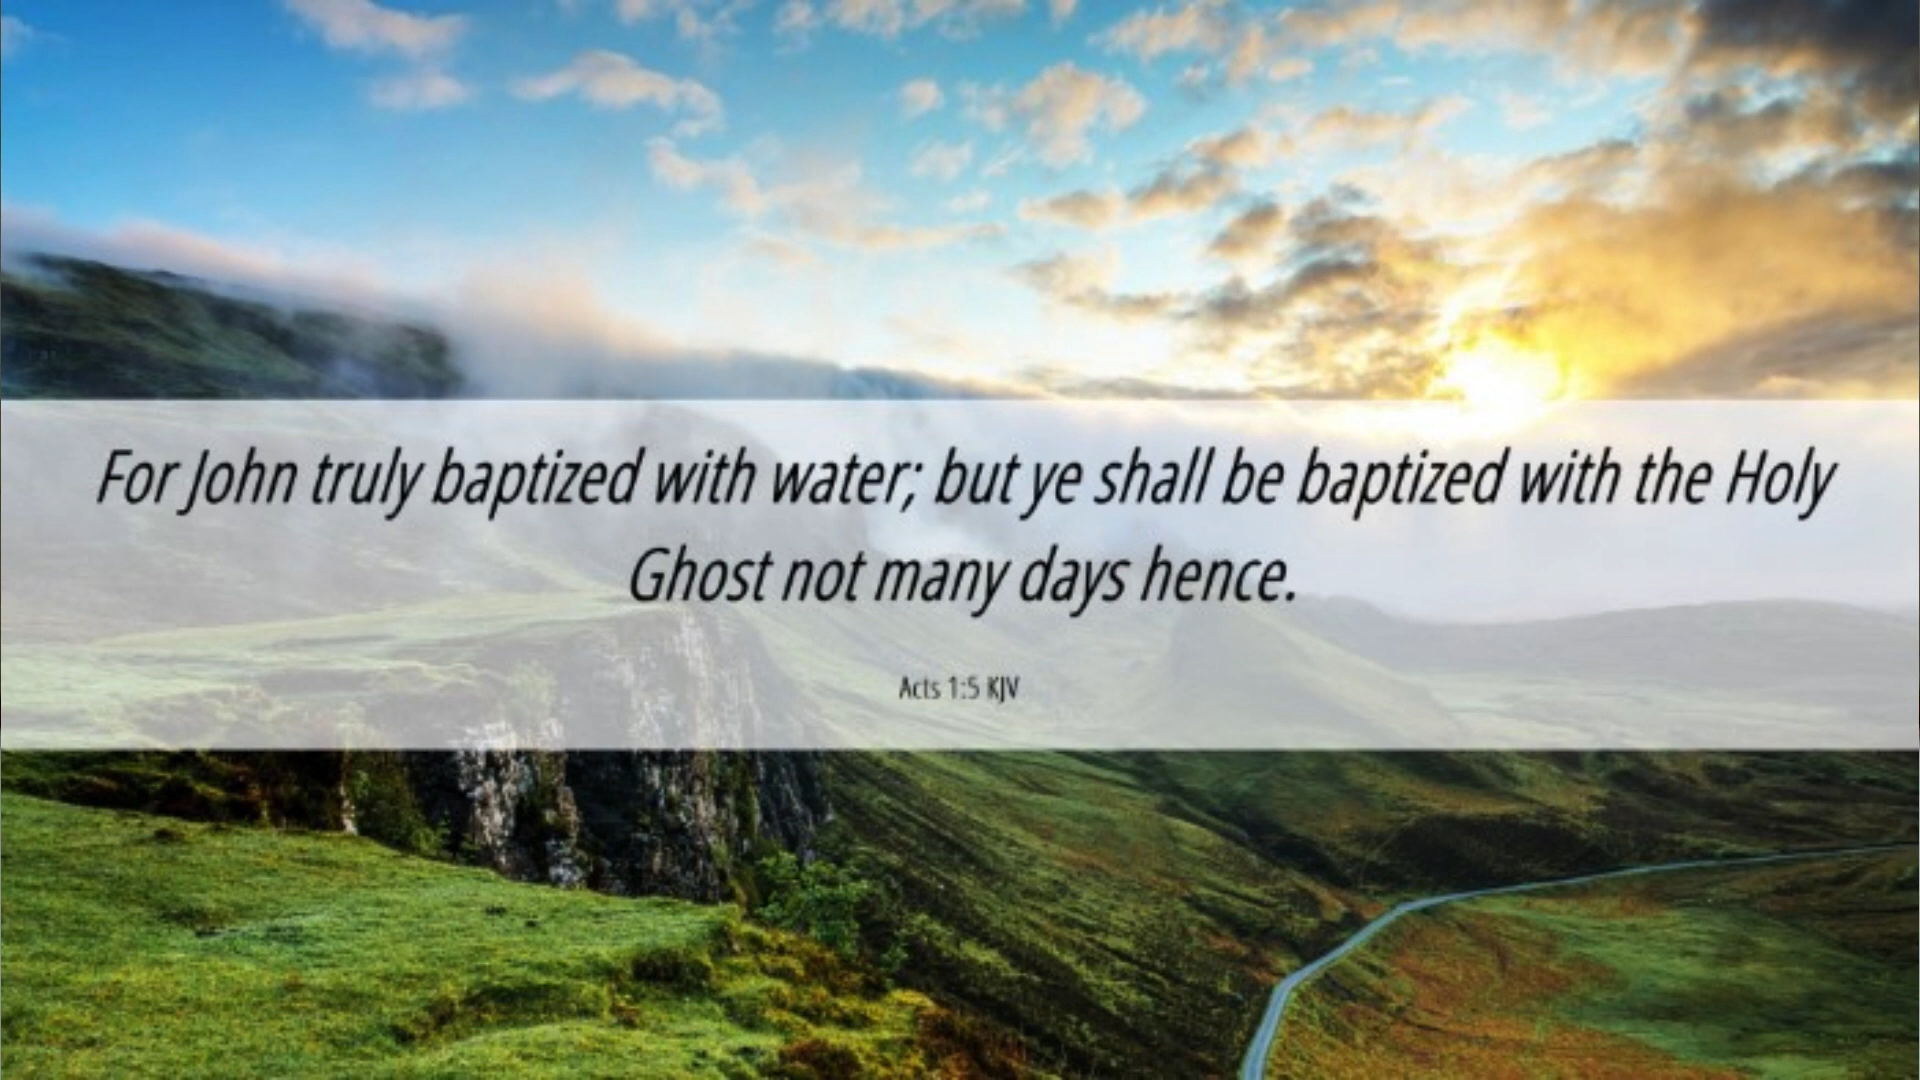 For John truly baptized with water; but ye shall be baptized with the Holy
Ghost not many days hence.
Acts 1:5 KJV